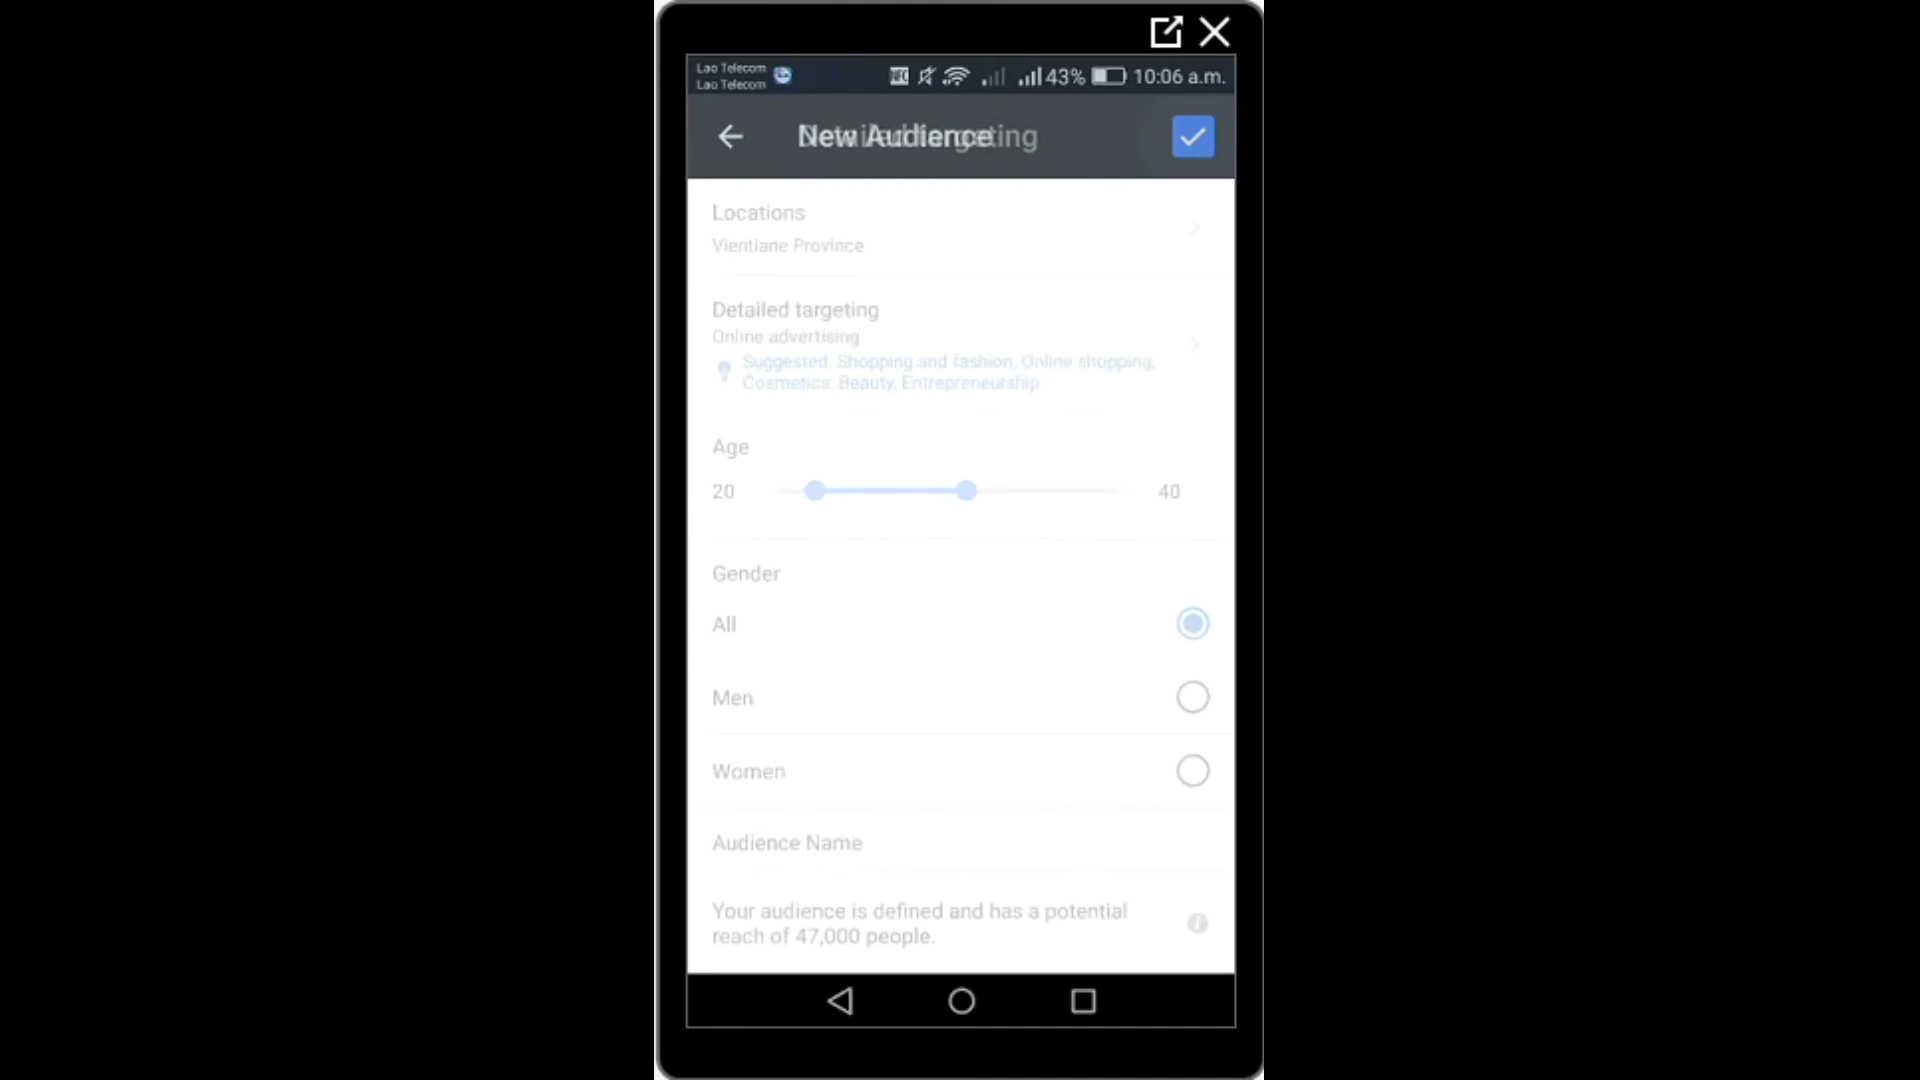 Lao Telecom
Lao Telecom
43% 10:06 a.m.
New Audience
Detailed targeting
Locations
Vientiane Province
Detailed targeting
Online advertising
Suggested: Shopping and fashion, Online shopping,
Cosmetics, Beauty, Entrepreneurship
Age
20 40
Gender
All
Men
Women
Audience Name
Your audience is defined and has a potential
reach of 47,000 people.